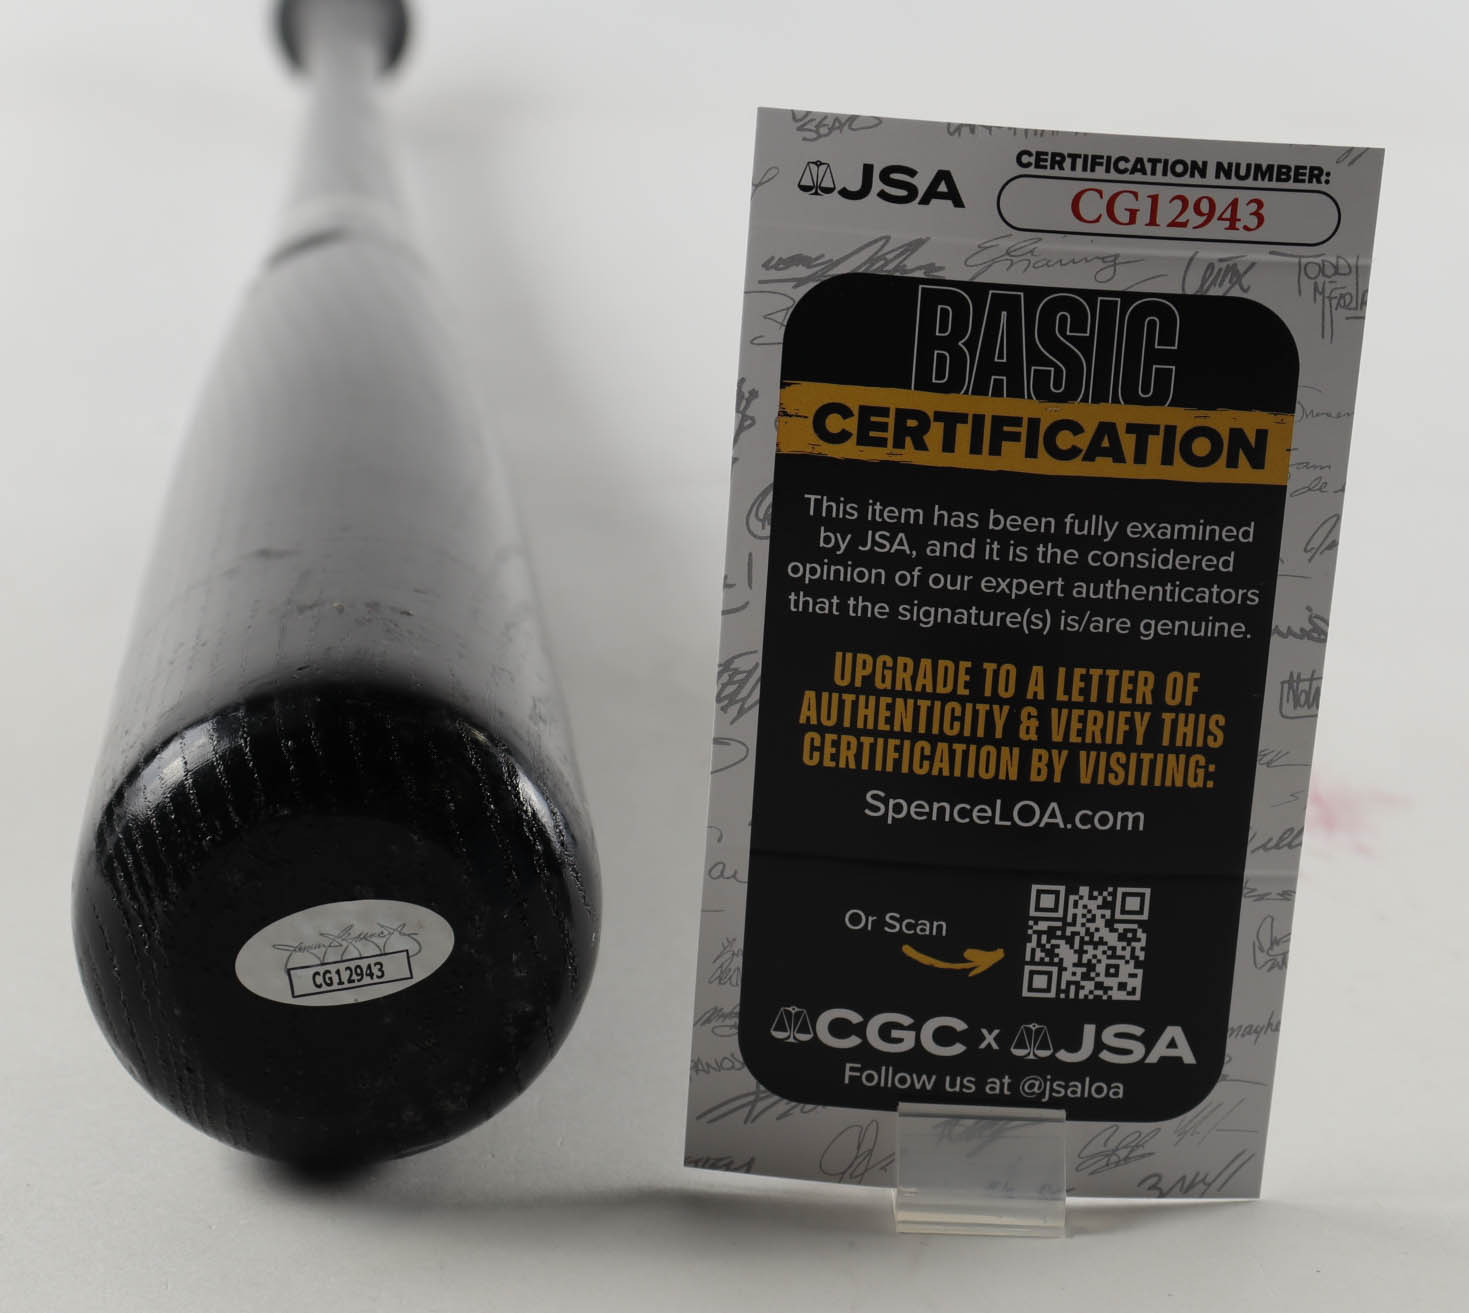 JSA
CERTIFICATION NUMBER:
CG12943
BASIC
CERTIFICATION
This item has been fully examined
by JSA, and it is the considered
opinion of our expert authenticators
that the signature(s) is/are genuine.
UPGRADE TO A LETTER OF
AUTHENTICITY & VERIFY THIS
CERTIFICATION BY VISITING:
SpenceLOA.com
Or Scan
CGC x JSA
Follow us at @jsaloa
CG12943